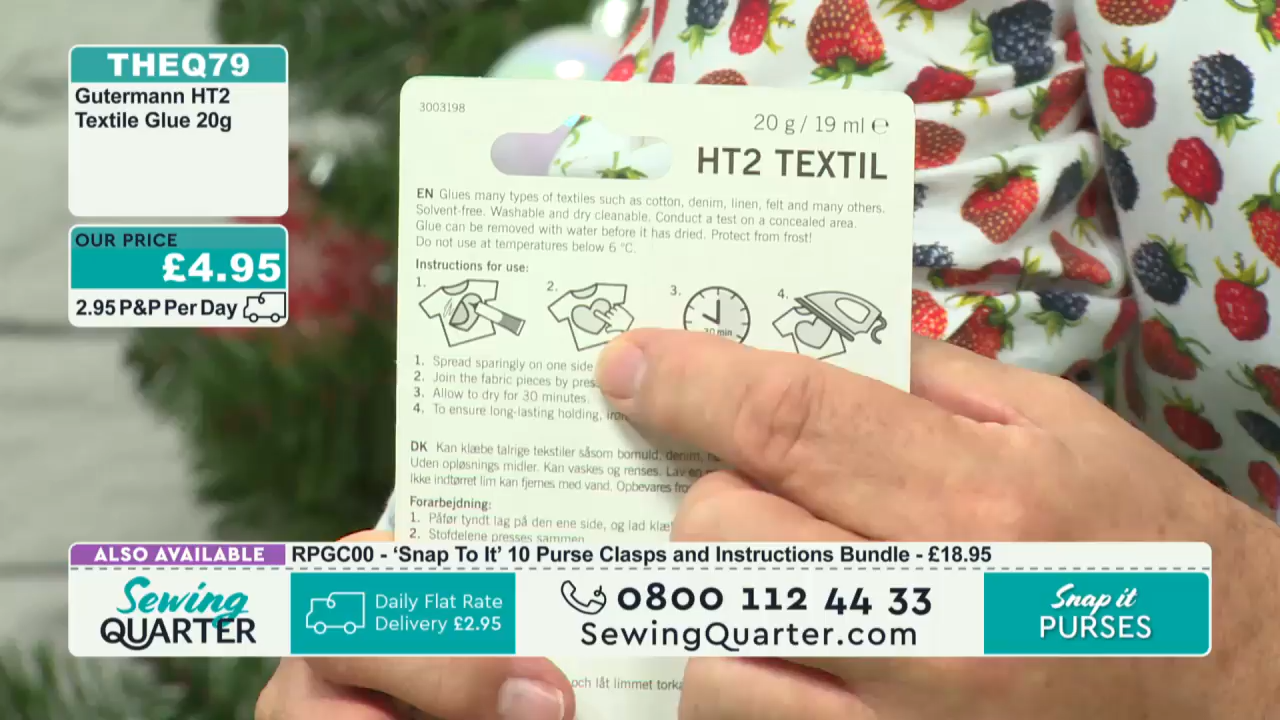 THEQ79
Gutermann HT2
Textile Glue 20g
OUR PRICE
£4.95
2.95 P&P Per Day
3003198
20 g / 19 ml ℮
HT2 TEXTIL
EN Glues many types of textiles such as cotton, denim, linen, felt and many others.
Solvent-free. Washable and dry cleanable. Conduct a test on a concealed area.
Glue can be removed with water before it has dried. Protect from frost!
Do not use at temperatures below 6 °C.
Instructions for use:
1. 2. 3. 4.
30 min
1. Spread sparingly on one side
2. Join the fabric pieces by
3. Allow to dry for 30 minutes.
4. To ensure long-lasting holding,
DK Kan klæbe talrige tekstiler såsom bomuld, denim,
Uden opløsnings midler. Kan vaskes og renses. Lav en
Ikke indtørret lim kan fjernes med vand. Opbevares
Forarbejdning:
1. Påfør tyndt lag på den ene side, og lad
2. Stofdelene presses sammen
och låt limmet
ALSO AVAILABLE
RPGC00 - ‘Snap To It’ 10 Purse Clasps and Instructions Bundle - £18.95
Sewing
QUARTER
Daily Flat Rate
Delivery £2.95
0800 112 44 33
SewingQuarter.com
Snap it
PURSES